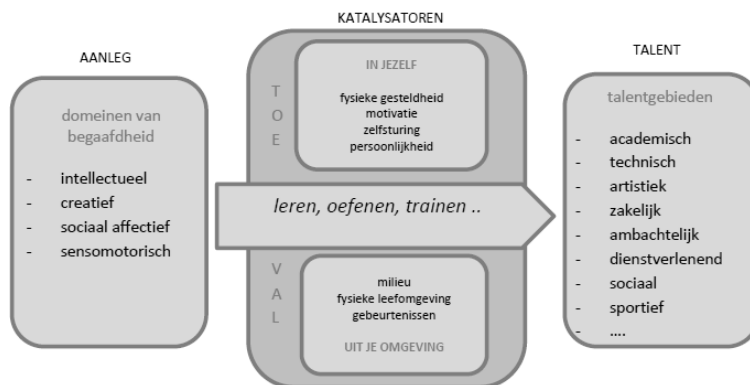 AANLEG
domeinen van
begaafdheid
- intellectueel
- creatief
- sociaal affectief
- sensomotorisch
KATALYSATOREN
T
O
E
IN JEZELF
fysieke gesteldheid
motivatie
zelfsturing
persoonlijkheid
leren, oefenen, trainen ..
V
A
L
milieu
fysieke leefomgeving
gebeurtenissen
UIT JE OMGEVING
TALENT
talentgebieden
- academisch
- technisch
- artistiek
- zakelijk
- ambachtelijk
- dienstverlenend
- sociaal
- sportief
- ....